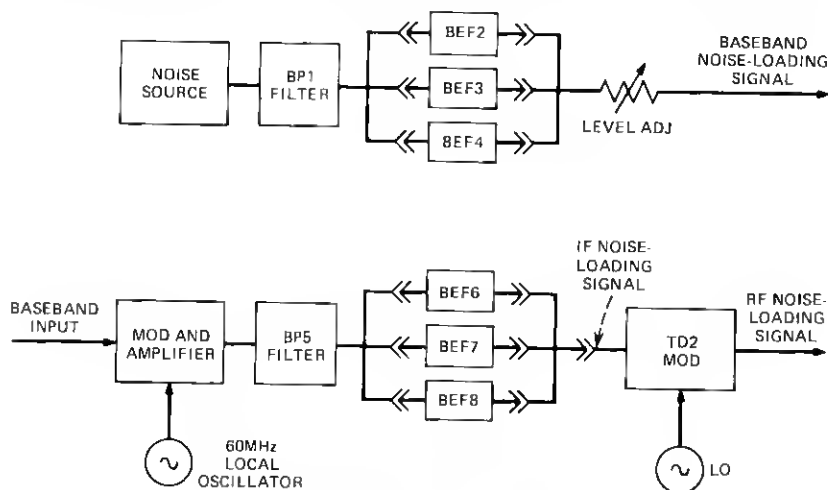 NOISE
SOURCE
BP1
FILTER
BEF2
BEF3
BEF4
LEVEL ADJ
BASEBAND
NOISE-LOADING
SIGNAL
BASEBAND
INPUT
MOD AND
AMPLIFIER
60MHz
LOCAL
OSCILLATOR
BP5
FILTER
BEF6
BEF7
BEF8
IF NOISE-
LOADING
SIGNAL
TD2
MOD
LO
RF NOISE-
LOADING
SIGNAL